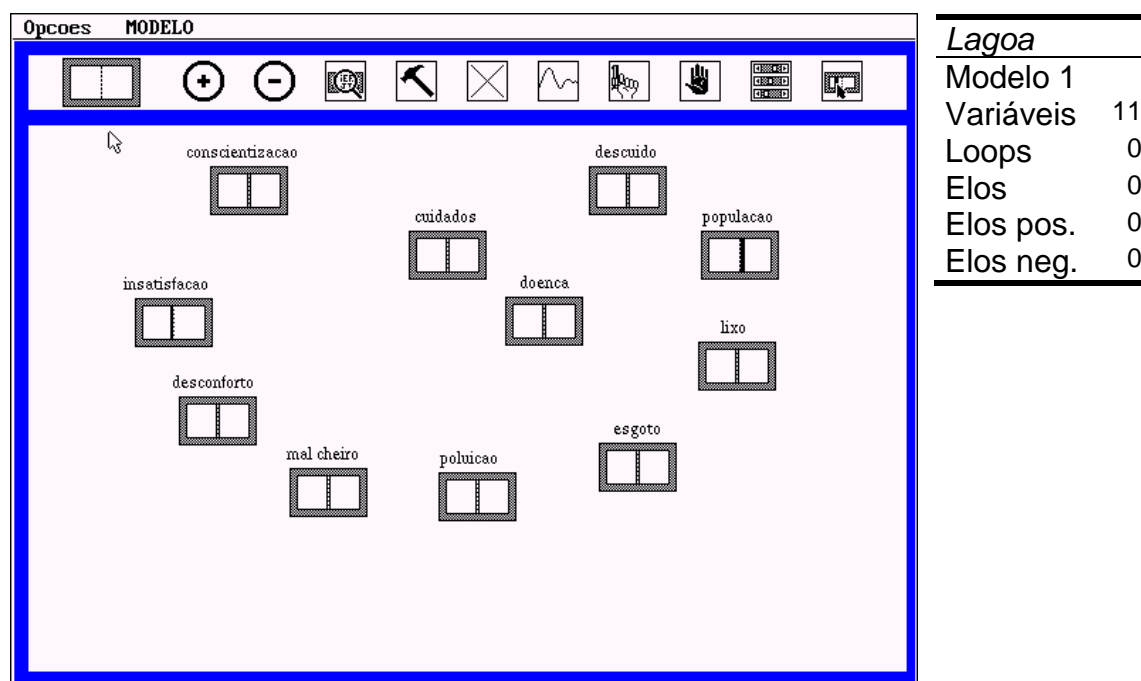 Opcoes MODELO
conscientizacao
descuido
cuidados
populacao
insatisfacao
doenca
lixo
desconforto
esgoto
mal cheiro
poluicao
Lagoa
Modelo 1
Variáveis 11
Loops 0
Elos 0
Elos pos. 0
Elos neg. 0